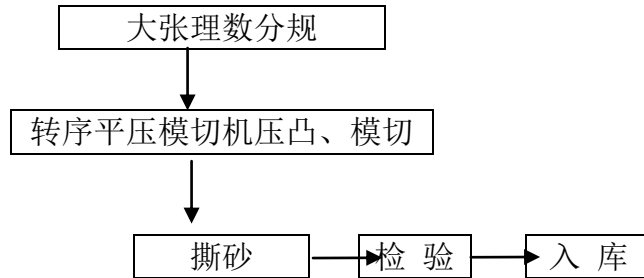 大张理数分规
转序平压模切机压凸、模切
撕砂
检 验
入 库